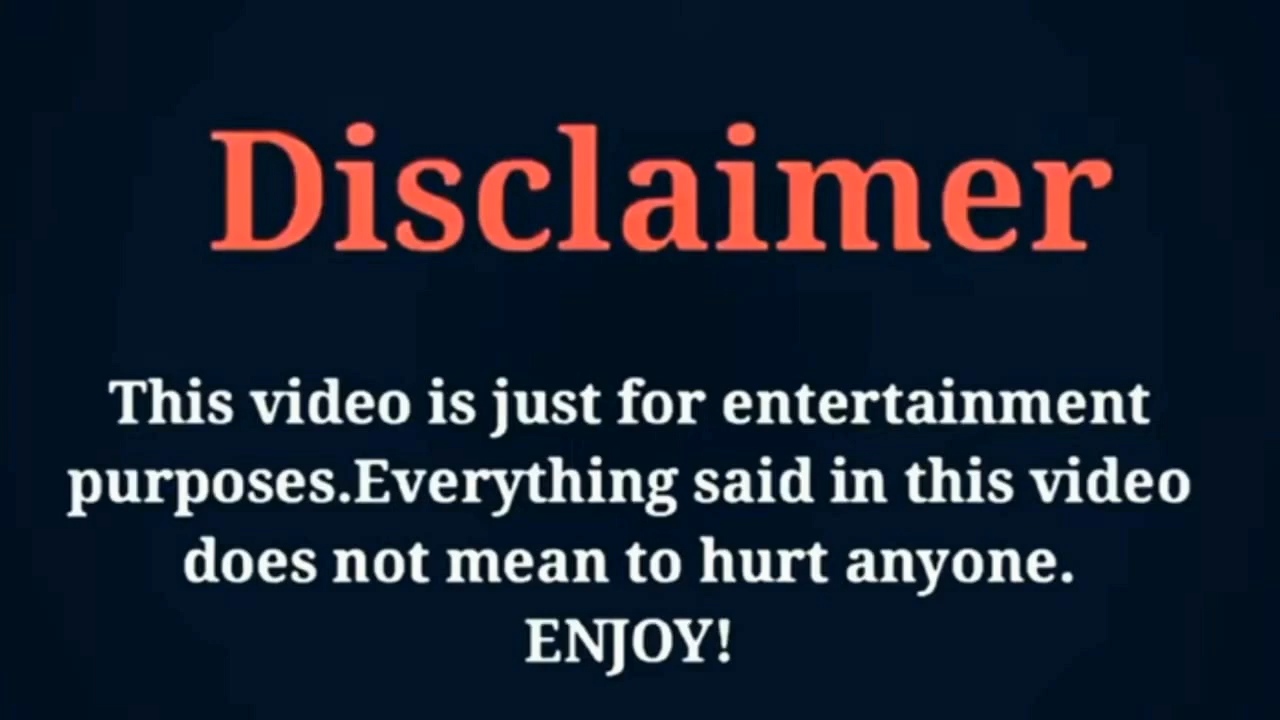 Disclaimer
This video is just for entertainment
purposes.Everything said in this video
does not mean to hurt anyone.
ENJOY!